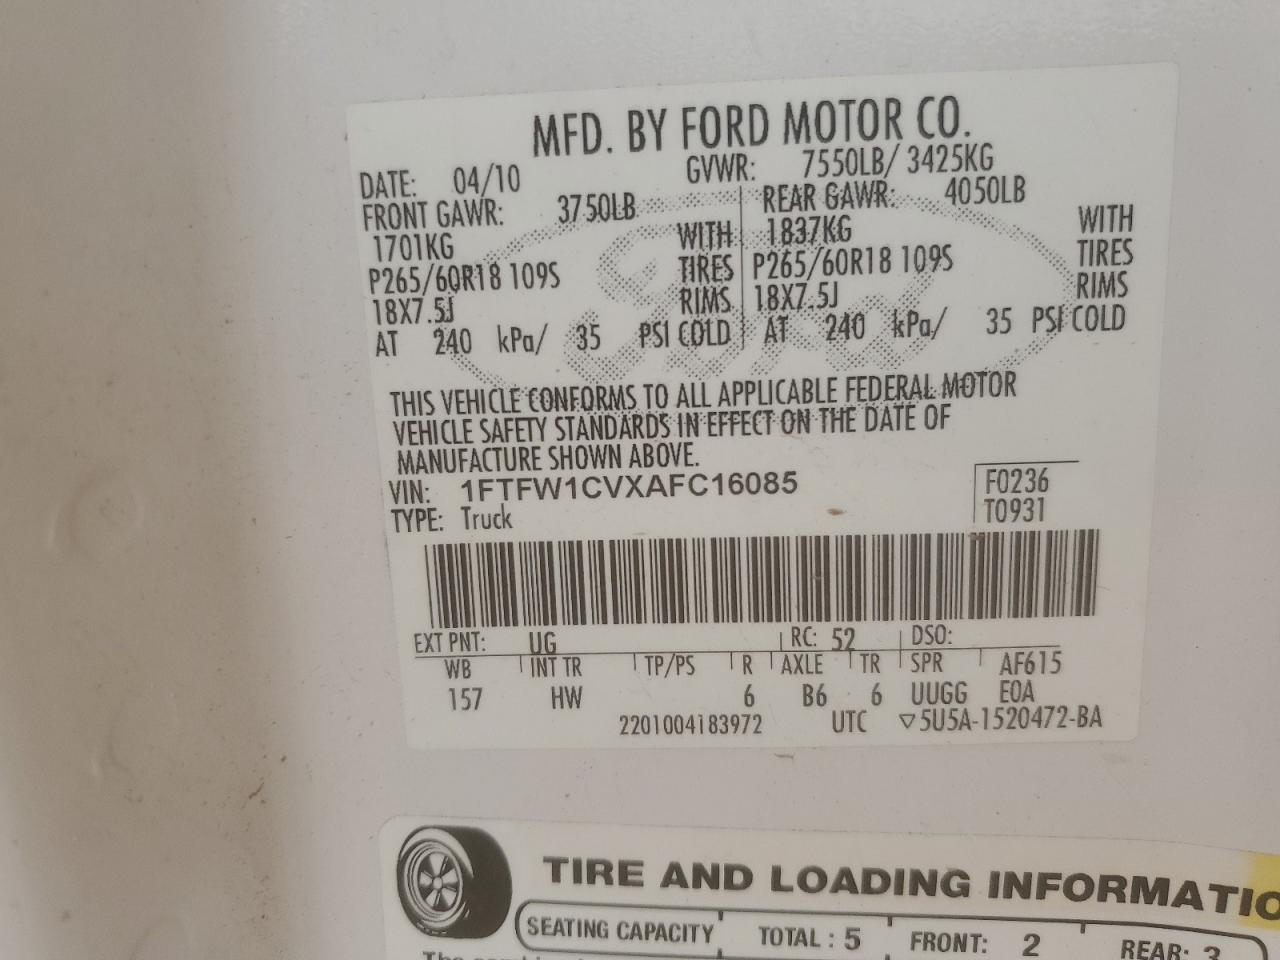 MFD. BY FORD MOTOR CO.
DATE: 04/10 GVWR: 7550LB/ 3425KG
FRONT GAWR: 3750LB REAR GAWR: 4050LB
1701KG WITH 1837KG WITH
P265/60R18 109S TIRES P265/60R18 109S TIRES
18X7.5J RIMS 18X7.5J RIMS
AT 240 kPa/ 35 PSI COLD AT 240 kPa/ 35 PSI COLD
THIS VEHICLE CONFORMS TO ALL APPLICABLE FEDERAL MOTOR
VEHICLE SAFETY STANDARDS IN EFFECT ON THE DATE OF
MANUFACTURE SHOWN ABOVE.
VIN: 1FTFW1CVXAFC16085 F0236
TYPE: Truck T0931
EXT PNT: UG RC: 52 DSO:
WB INT TR TP/PS R AXLE TR SPR AF615
157 HW 6 B6 6 UUGG E0A
2201004183972 UTC ▽5U5A-1520472-BA
TIRE AND LOADING INFORMATIO
SEATING CAPACITY TOTAL : 5 FRONT: 2 REAR: 3